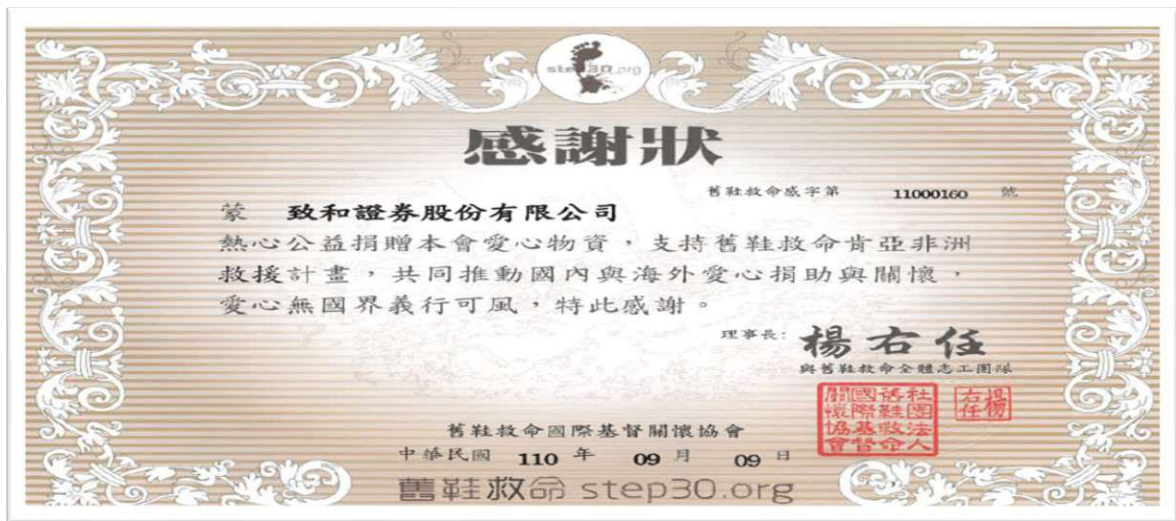 step30.org
感謝狀
舊鞋救命感字第 11000160 號
蒙 致和證券股份有限公司
熱心公益捐贈本會愛心物資，支持舊鞋救命肯亞非洲
救援計畫，共同推動國內與海外愛心捐助與關懷，
愛心無國界義行可風，特此感謝。
理事長: 楊右任
與舊鞋救命全體志工團隊
社團法人
舊鞋救命
國際基督
關懷協會
楊右任
舊鞋救命國際基督關懷協會
中華民國 110 年 09 月 09 日
舊鞋救命 step30.org